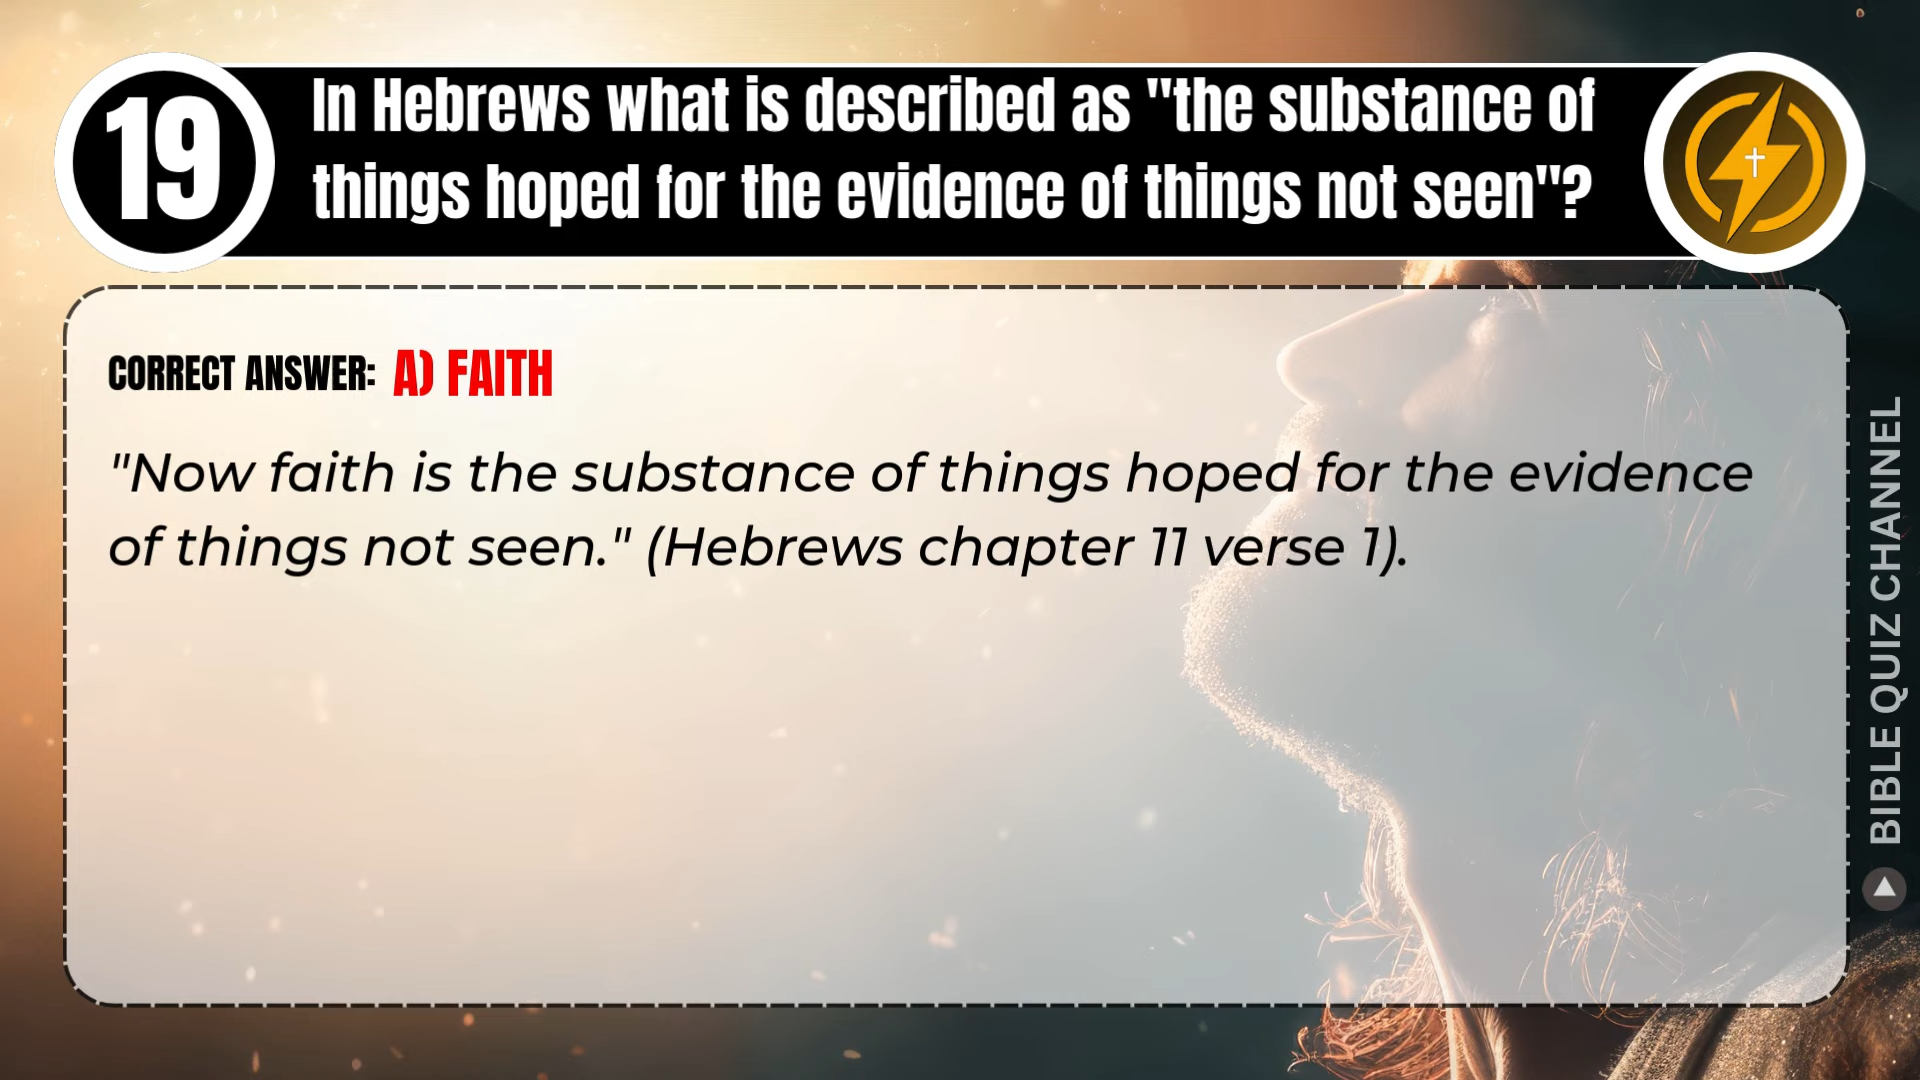 19
In Hebrews what is described as "the substance of
things hoped for the evidence of things not seen"?
CORRECT ANSWER: A) FAITH
"Now faith is the substance of things hoped for the evidence
of things not seen." (Hebrews chapter 11 verse 1).
BIBLE QUIZ CHANNEL